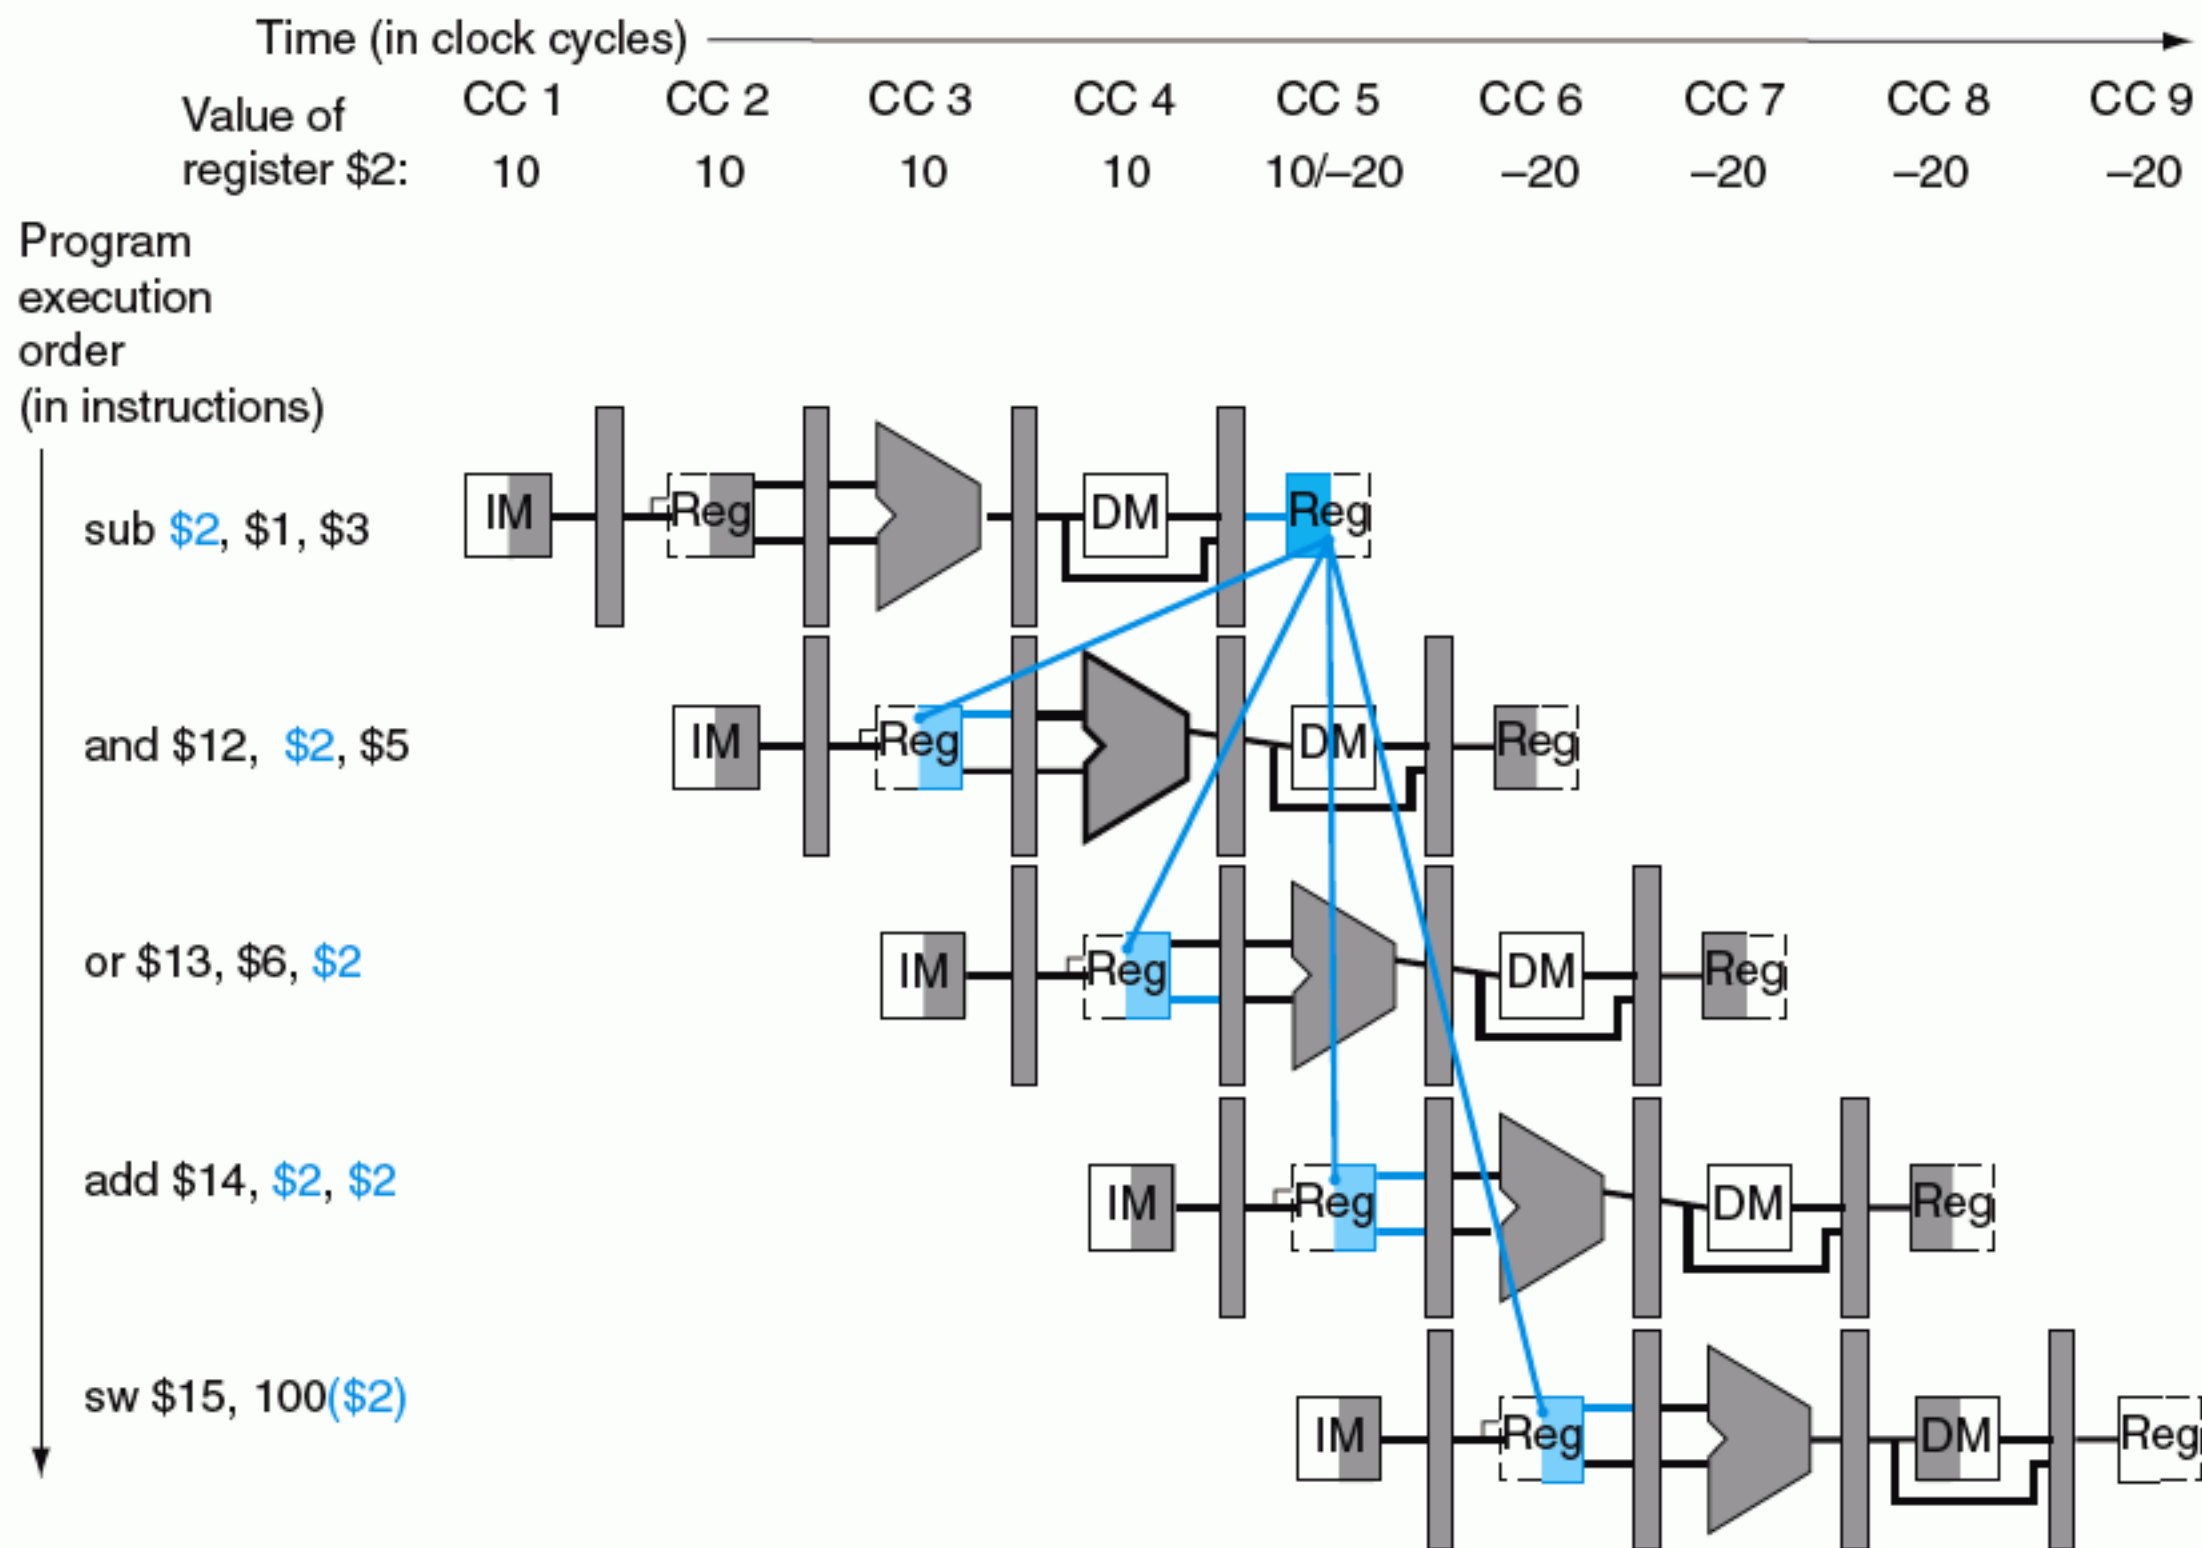 Time (in clock cycles)
CC 1 CC 2 CC 3 CC 4 CC 5 CC 6 CC 7 CC 8 CC 9
Value of
register $2: 10 10 10 10 10/–20 –20 –20 –20 –20
Program
execution
order
(in instructions)
sub $2, $1, $3 IM Reg DM Reg
and $12, $2, $5 IM Reg DM Reg
or $13, $6, $2 IM Reg DM Reg
add $14, $2, $2 IM Reg DM Reg
sw $15, 100($2) IM Reg DM Reg